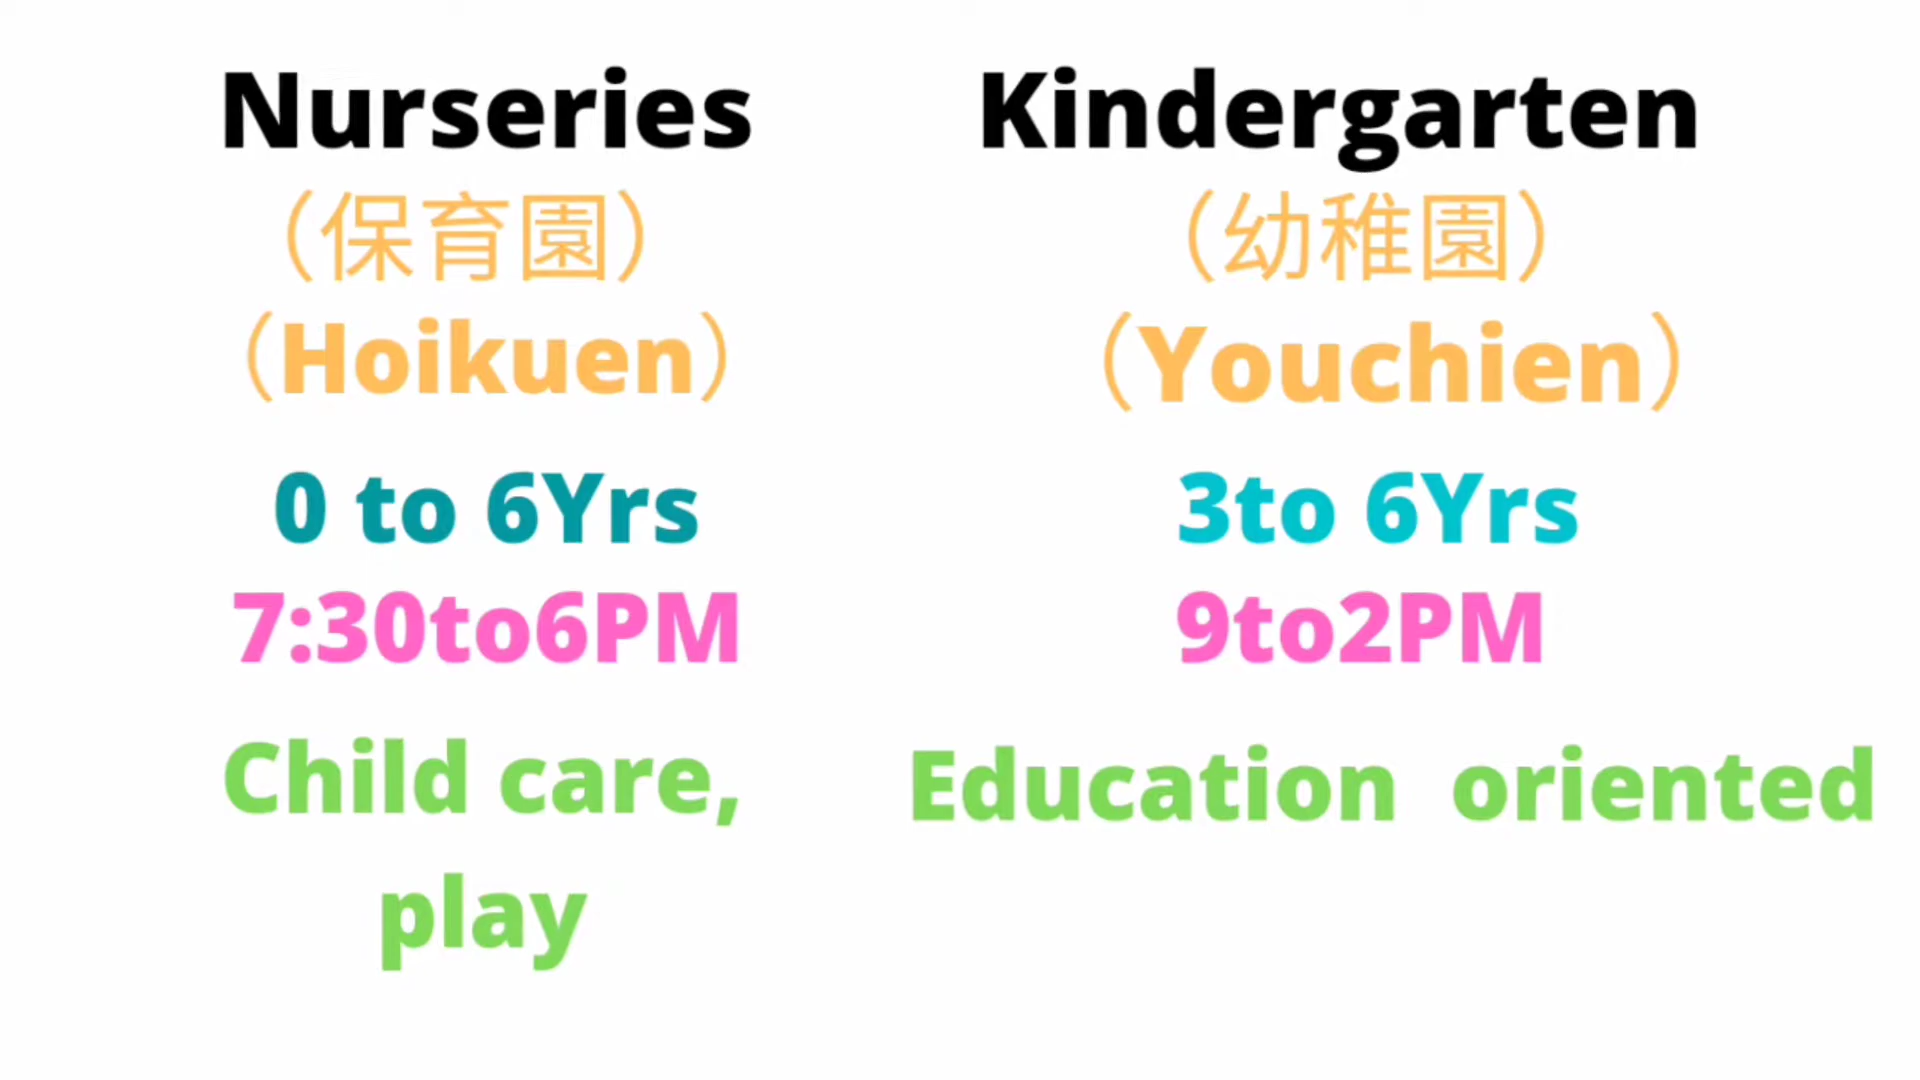 Nurseries
（保育園）
（Hoikuen）
0 to 6Yrs
7:30to6PM
Child care,
play
Kindergarten
（幼稚園）
（Youchien）
3to 6Yrs
9to2PM
Education oriented